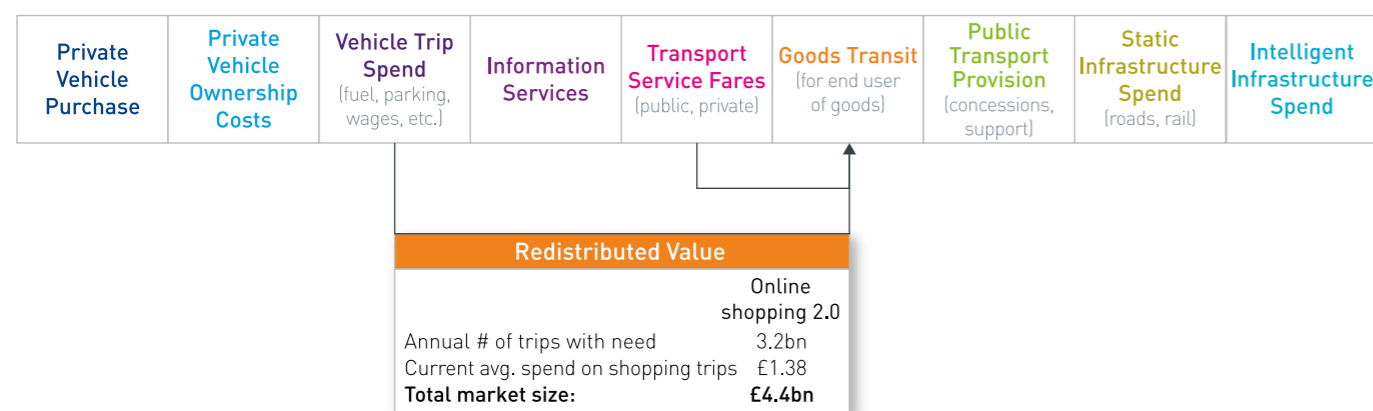 Private
Vehicle
Purchase
Private
Vehicle
Ownership
Costs
Vehicle Trip
Spend
(fuel, parking,
wages, etc.)
Information
Services
Transport
Service Fares
(public, private)
Goods Transit
(for end user
of goods)
Public
Transport
Provision
(concessions,
support)
Static
Infrastructure
Spend
(roads, rail)
Intelligent
Infrastructure
Spend
Redistributed Value
Online
shopping 2.0
Annual # of trips with need 3.2bn
Current avg. spend on shopping trips £1.38
Total market size: £4.4bn